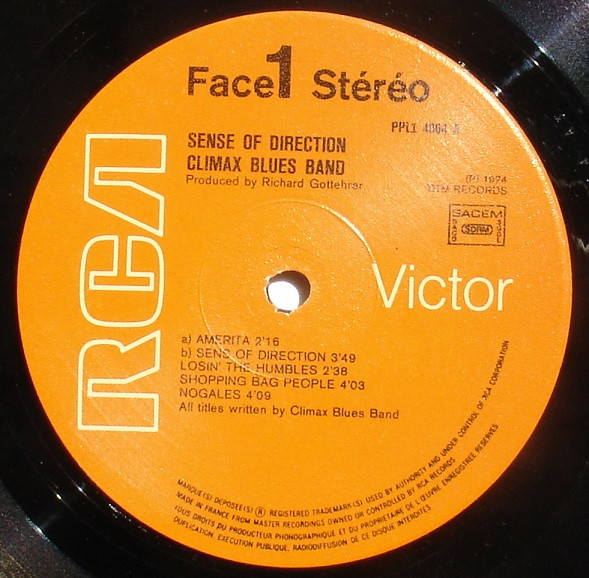 Face 1 Stéréo
PPL1 4004 A
SENSE OF DIRECTION
CLIMAX BLUES BAND
Produced by Richard Gottehrer
(P) 1974
BTM RECORDS
SACEM
SDRM
RCA
Victor
a) AMERITA 2'16
b) SENS OF DIRECTION 3'49
LOSIN' THE HUMBLES 2'38
SHOPPING BAG PEOPLE 4'03
NOGALES 4'09
All titles written by Climax Blues Band
MARQUE(S) DEPOSEE(S) ® REGISTERED TRADEMARK(S) USED BY AUTHORITY AND UNDER CONTROL OF RCA CORPORATION
MADE IN FRANCE FROM MASTER RECORDINGS OWNED OR CONTROLLED BY RCA RECORDS
TOUS DROITS DU PRODUCTEUR PHONOGRAPHIQUE ET DU PROPRIETAIRE DE L'ŒUVRE ENREGISTREE RESERVES
DUPLICATION, EXECUTION PUBLIQUE, RADIODIFFUSION DE CE DISQUE INTERDITES